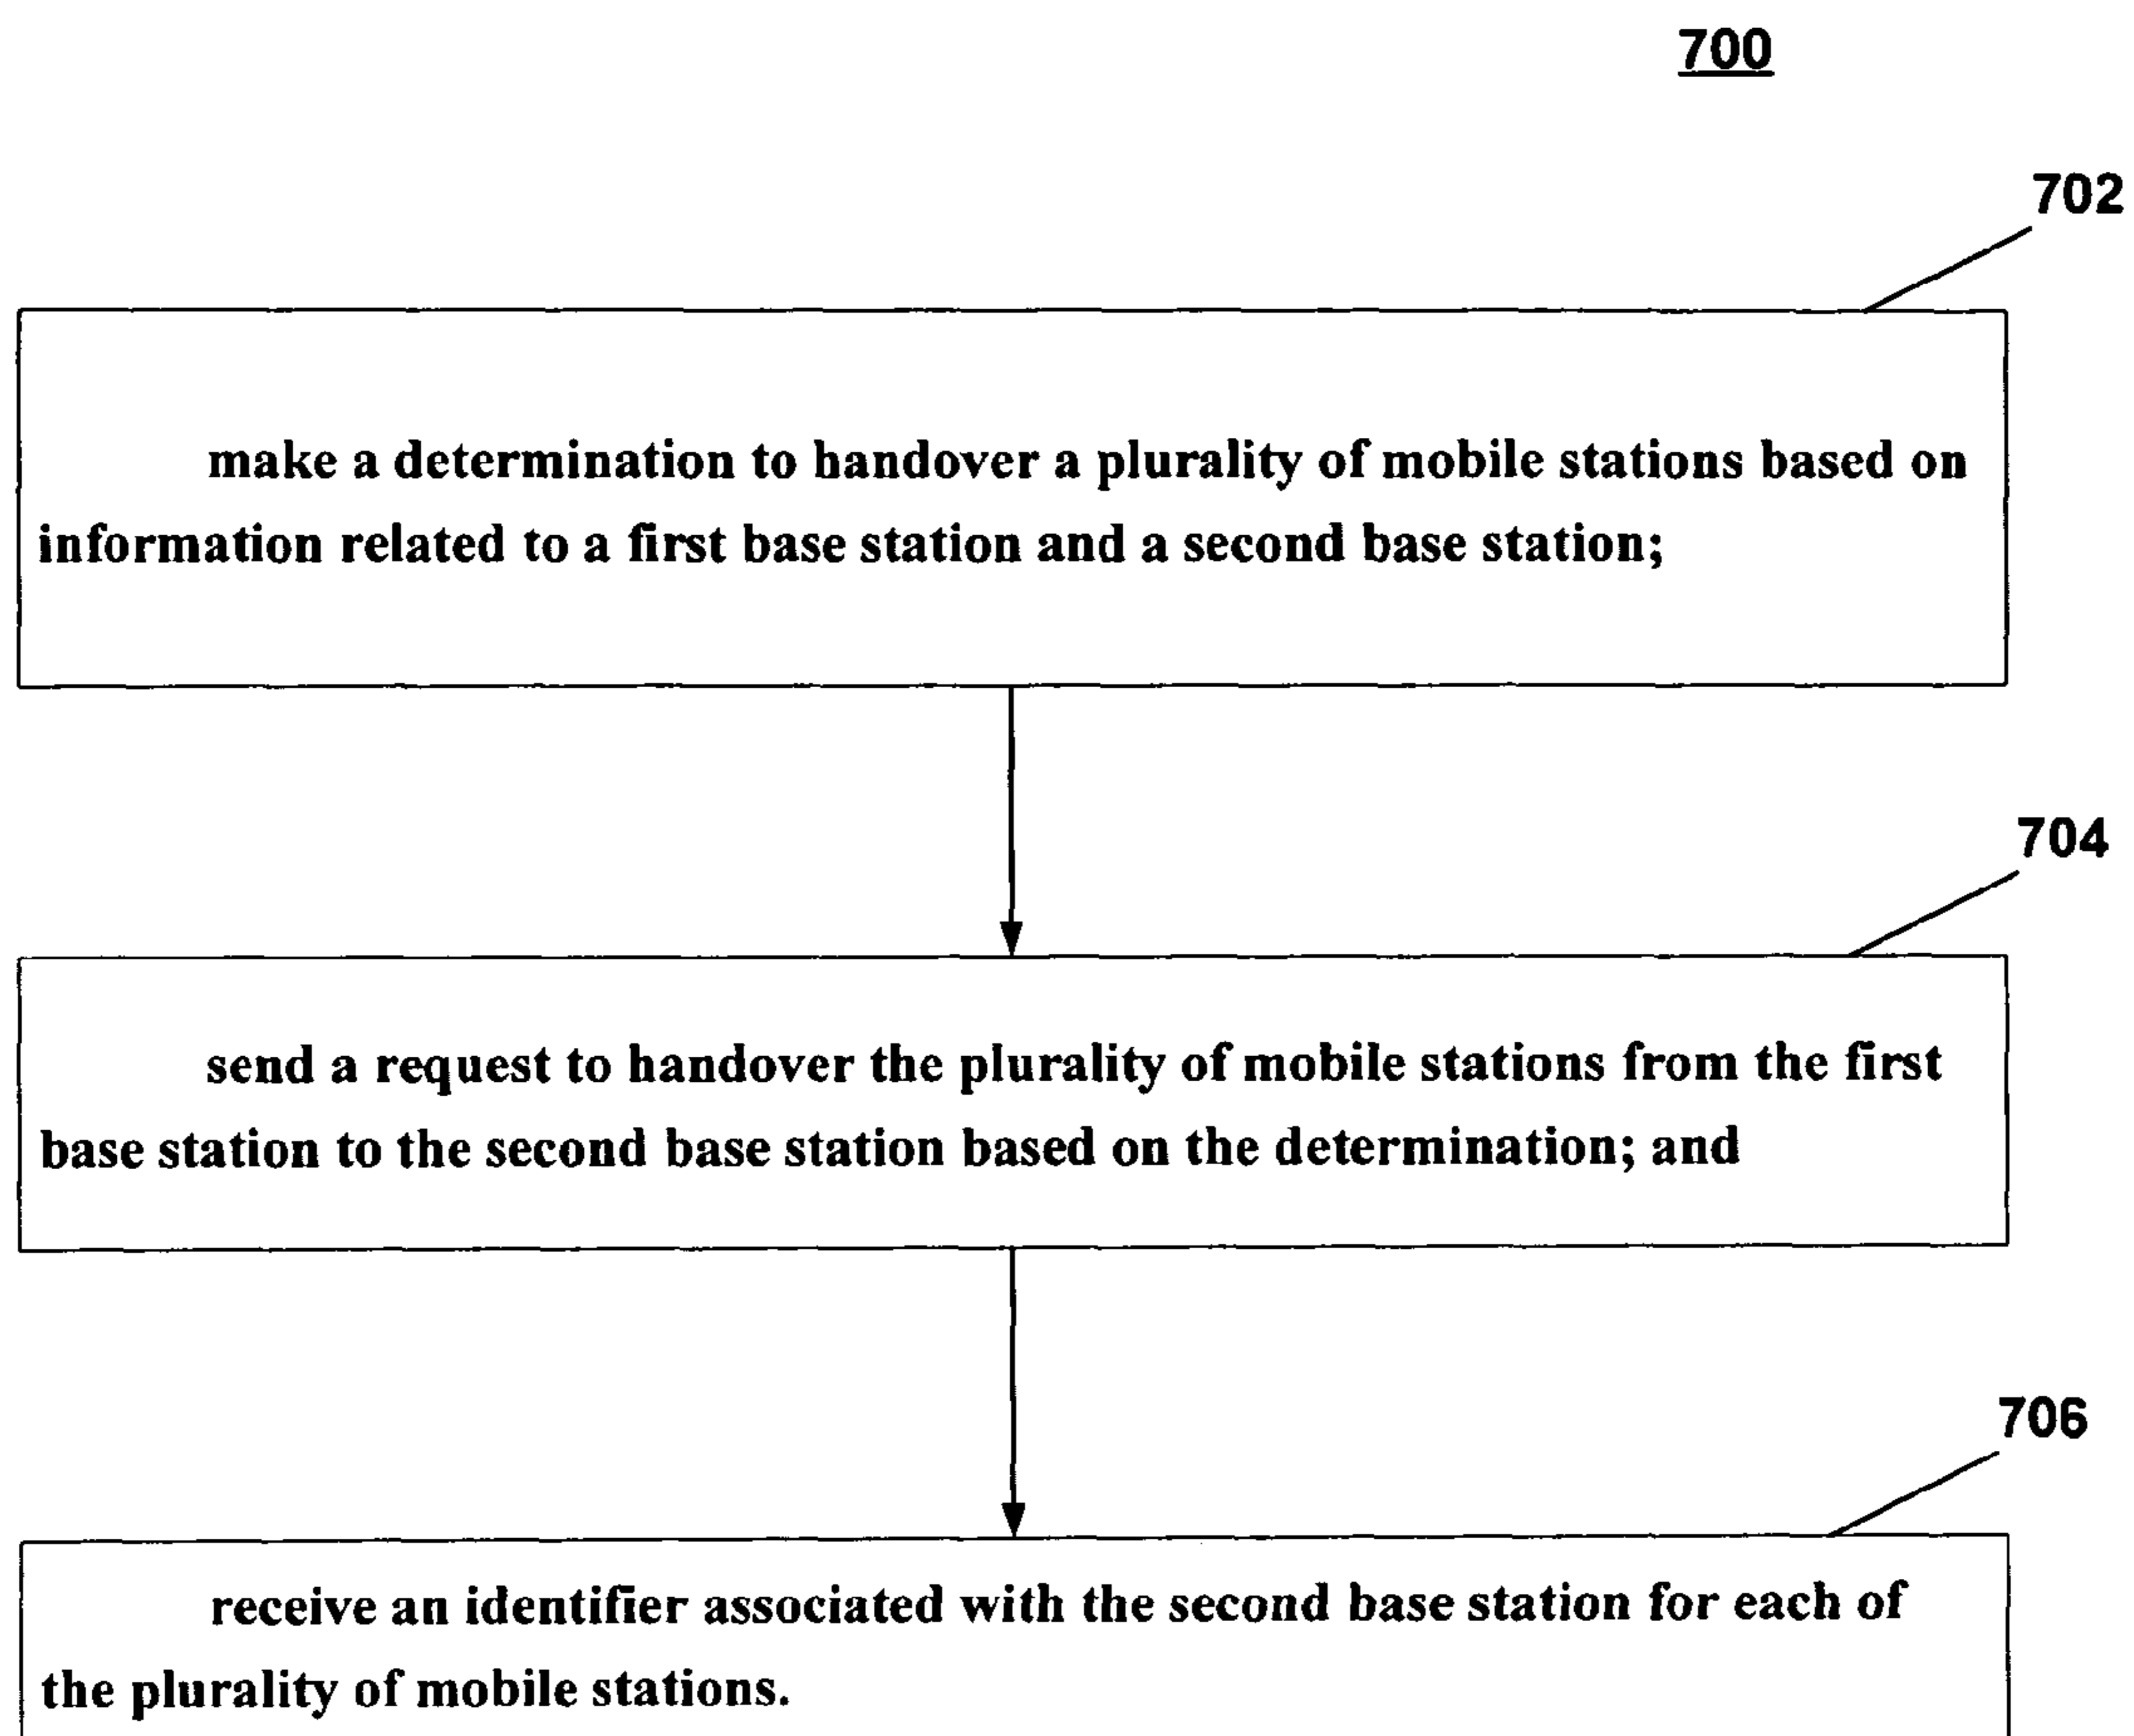 700
702
make a determination to handover a plurality of mobile stations based on
information related to a first base station and a second base station;
704
send a request to handover the plurality of mobile stations from the first
base station to the second base station based on the determination; and
706
receive an identifier associated with the second base station for each of
the plurality of mobile stations.